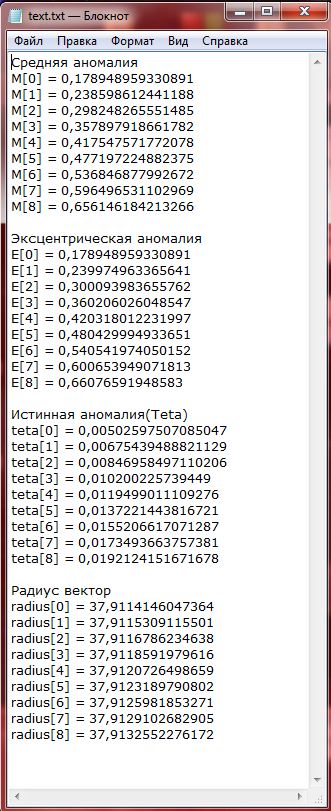 text.txt — Блокнот
Файл Правка Формат Вид Справка
Средняя аномалия
M[0] = 0,178948959330891
M[1] = 0,238598612441188
M[2] = 0,298248265551485
M[3] = 0,357897918661782
M[4] = 0,417547571772078
M[5] = 0,477197224882375
M[6] = 0,536846877992672
M[7] = 0,596496531102969
M[8] = 0,656146184213266
Эксцентрическая аномалия
E[0] = 0,178948959330891
E[1] = 0,239974963365641
E[2] = 0,300093983655762
E[3] = 0,360206026048547
E[4] = 0,420318012231997
E[5] = 0,480429994933651
E[6] = 0,540541974050152
E[7] = 0,600653949071813
E[8] = 0,66076591948583
Истинная аномалия(Teta)
teta[0] = 0,00502597507085047
teta[1] = 0,00675439488821129
teta[2] = 0,00846958497110206
teta[3] = 0,010200225739449
teta[4] = 0,0119499011109276
teta[5] = 0,0137221443816721
teta[6] = 0,0155206617071287
teta[7] = 0,0173493663757381
teta[8] = 0,0192124151671678
Радиус вектор
radius[0] = 37,9114146047364
radius[1] = 37,9115309115501
radius[2] = 37,9116786234638
radius[3] = 37,9118591979616
radius[4] = 37,9120726498659
radius[5] = 37,9123189790802
radius[6] = 37,9125981853271
radius[7] = 37,9129102682905
radius[8] = 37,9132552276172